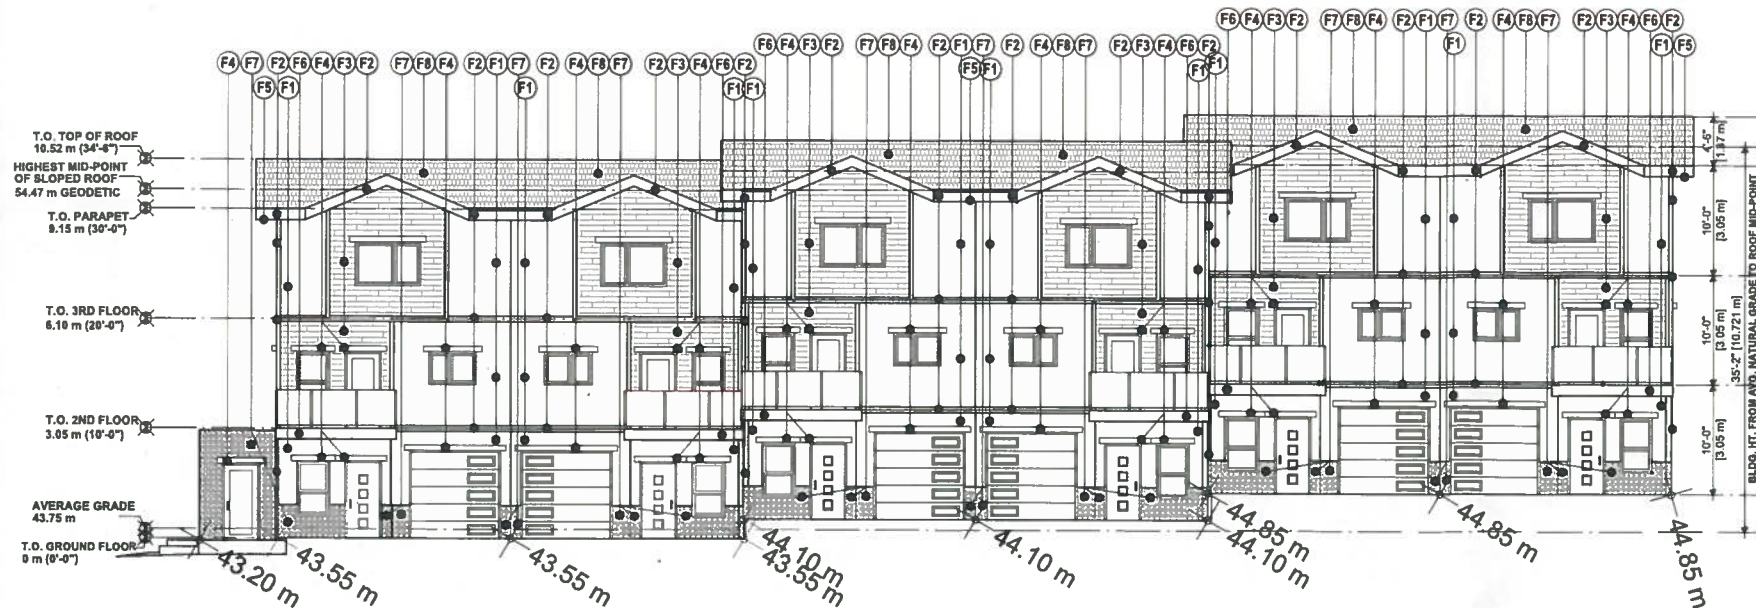 F6 F4 F3 F2 F7 F8 F4 F2 F1 F7 F2 F4 F8 F7 F2 F3 F4 F6 F2
F1 F1 F5
F6 F4 F3 F2 F7 F8 F4 F2 F1 F7 F2 F4 F8 F7 F2 F3 F4 F6 F2
F5 F1 F1 F1
F4 F7 F2 F6 F4 F3 F2 F7 F8 F4 F2 F1 F7 F2 F4 F8 F7 F2 F3 F4 F6 F2
F5 F1 F1 F1 F1
T.O. TOP OF ROOF
10.52 m (34'-6")
HIGHEST MID-POINT
OF SLOPED ROOF
54.47 m GEODETIC
T.O. PARAPET
9.15 m (30'-0")
T.O. 3RD FLOOR
6.10 m (20'-0")
T.O. 2ND FLOOR
3.05 m (10'-0")
AVERAGE GRADE
43.75 m
T.O. GROUND FLOOR
0 m (0'-0")
4'-6"
[1.37 m]
10'-0"
[3.05 m]
10'-0"
[3.05 m]
10'-0"
[3.05 m]
35'-2" [10.721 m]
BLDG. HT. FROM AVG. NATURAL GRADE TO ROOF MID-POINT
43.20 m
43.55 m
43.55 m
44.10 m
43.55 m
44.10 m
44.85 m
44.10 m
44.85 m
44.85 m